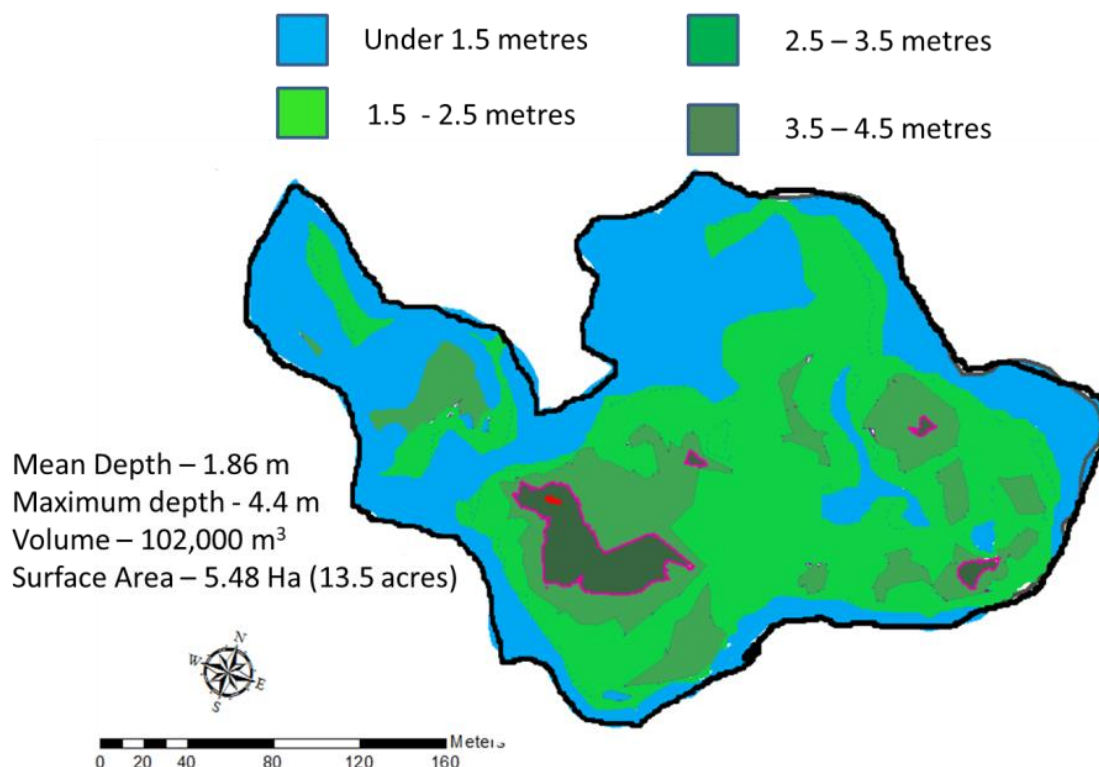 Under 1.5 metres
2.5 – 3.5 metres
1.5 - 2.5 metres
3.5 – 4.5 metres
Mean Depth – 1.86 m
Maximum depth - 4.4 m
Volume – 102,000 m³
Surface Area – 5.48 Ha (13.5 acres)
N
W
E
S
Meters
0 20 40 80 120 160